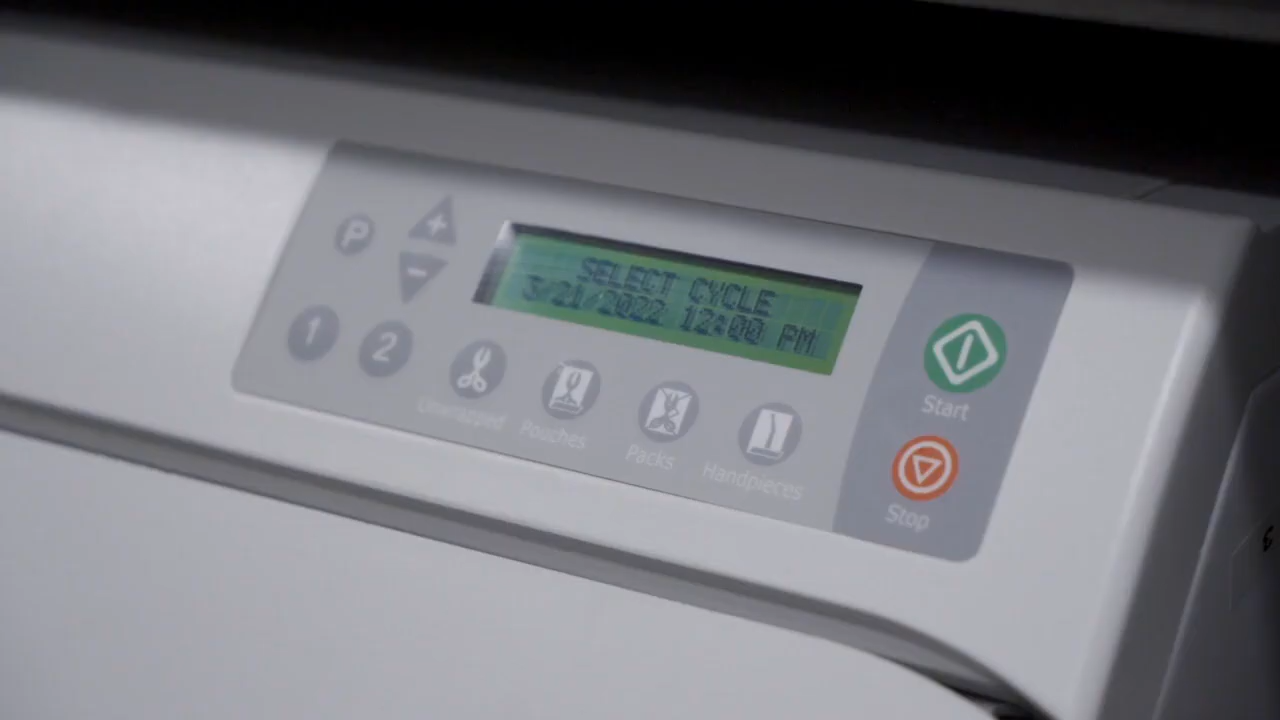 P
+
-
SELECT CYCLE
3/21/2022 12:00 PM
1
2
Unwrapped
Pouches
Packs
Handpieces
Start
Stop